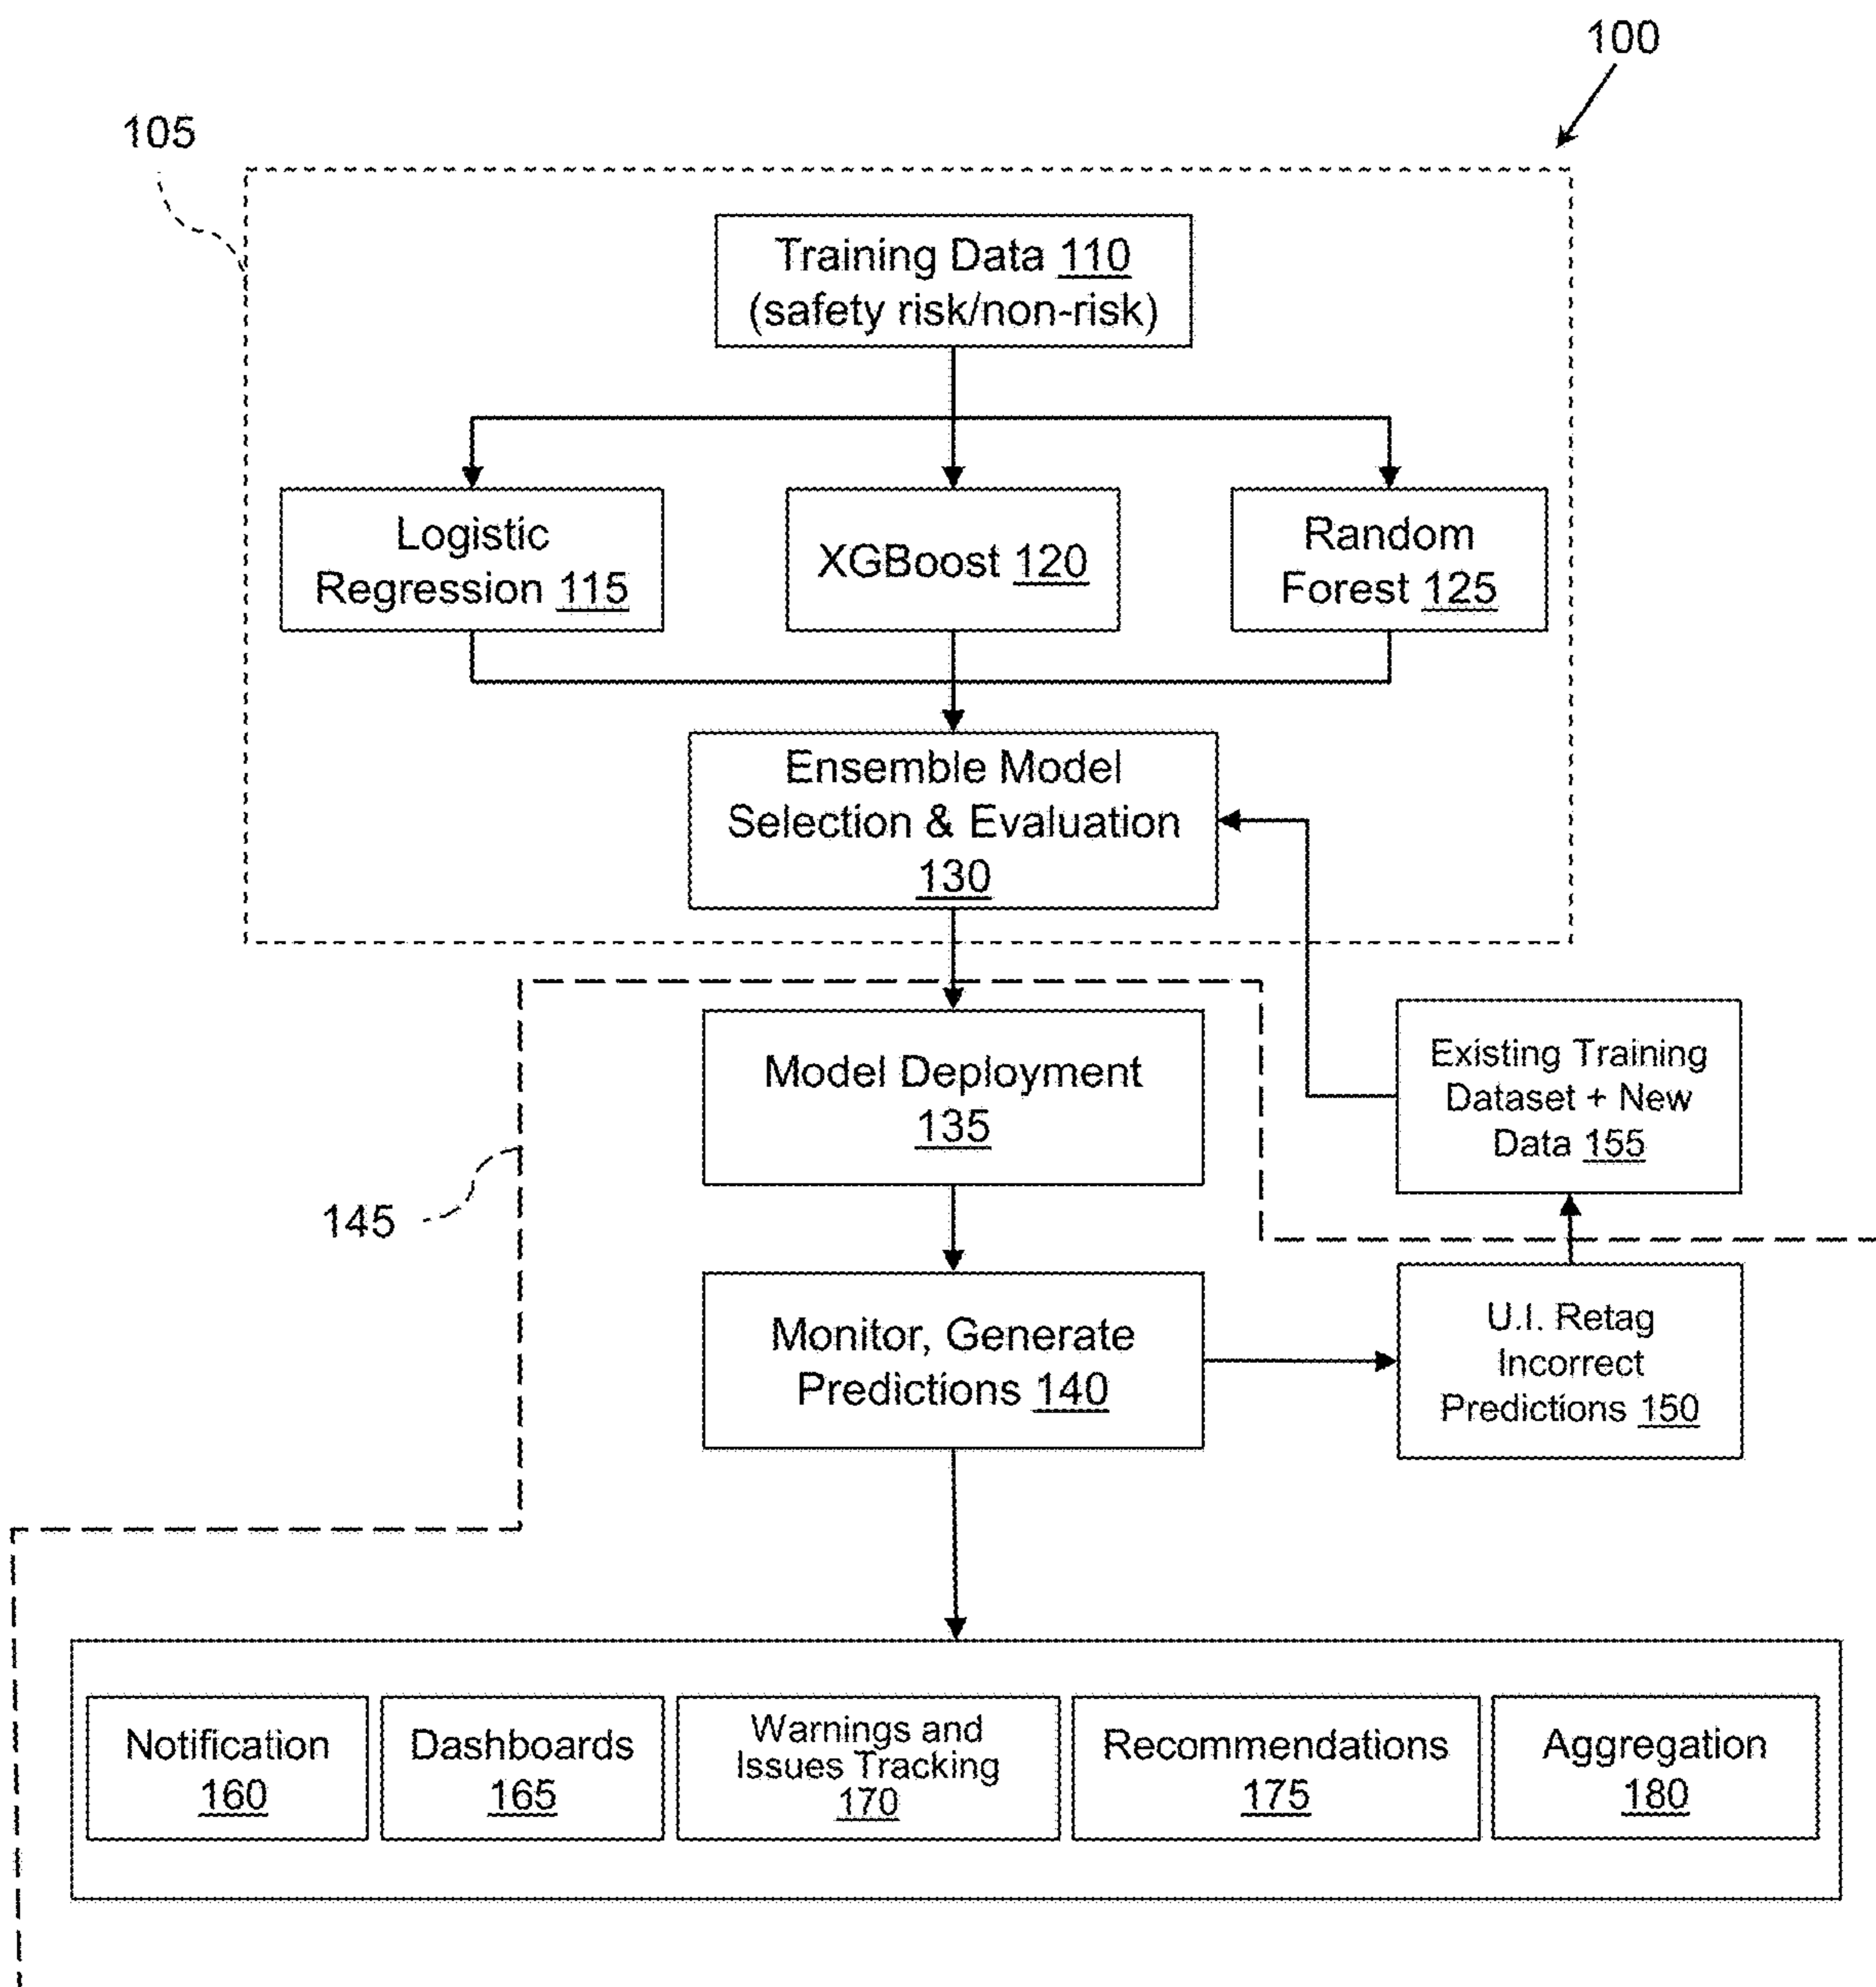 100
105
Training Data 110
(safety risk/non-risk)
Logistic
Regression 115
XGBoost 120
Random
Forest 125
Ensemble Model
Selection & Evaluation
130
Model Deployment
135
Existing Training
Dataset + New
Data 155
145
Monitor, Generate
Predictions 140
U.I. Retag
Incorrect
Predictions 150
Notification
160
Dashboards
165
Warnings and
Issues Tracking
170
Recommendations
175
Aggregation
180